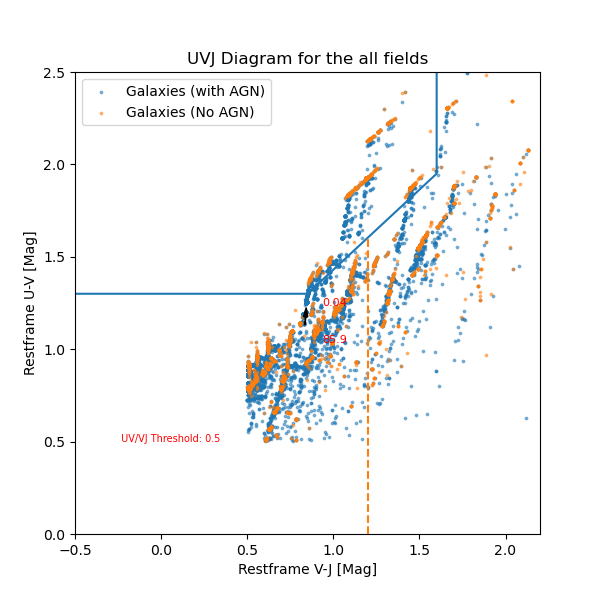 UVJ Diagram for the all fields
Galaxies (with AGN)
Galaxies (No AGN)
Restframe U-V [Mag]
2.5
2.0
1.5
1.0
0.5
0.0
0.04
85.9
UV/VJ Threshold: 0.5
−0.5 0.0 0.5 1.0 1.5 2.0
Restframe V-J [Mag]